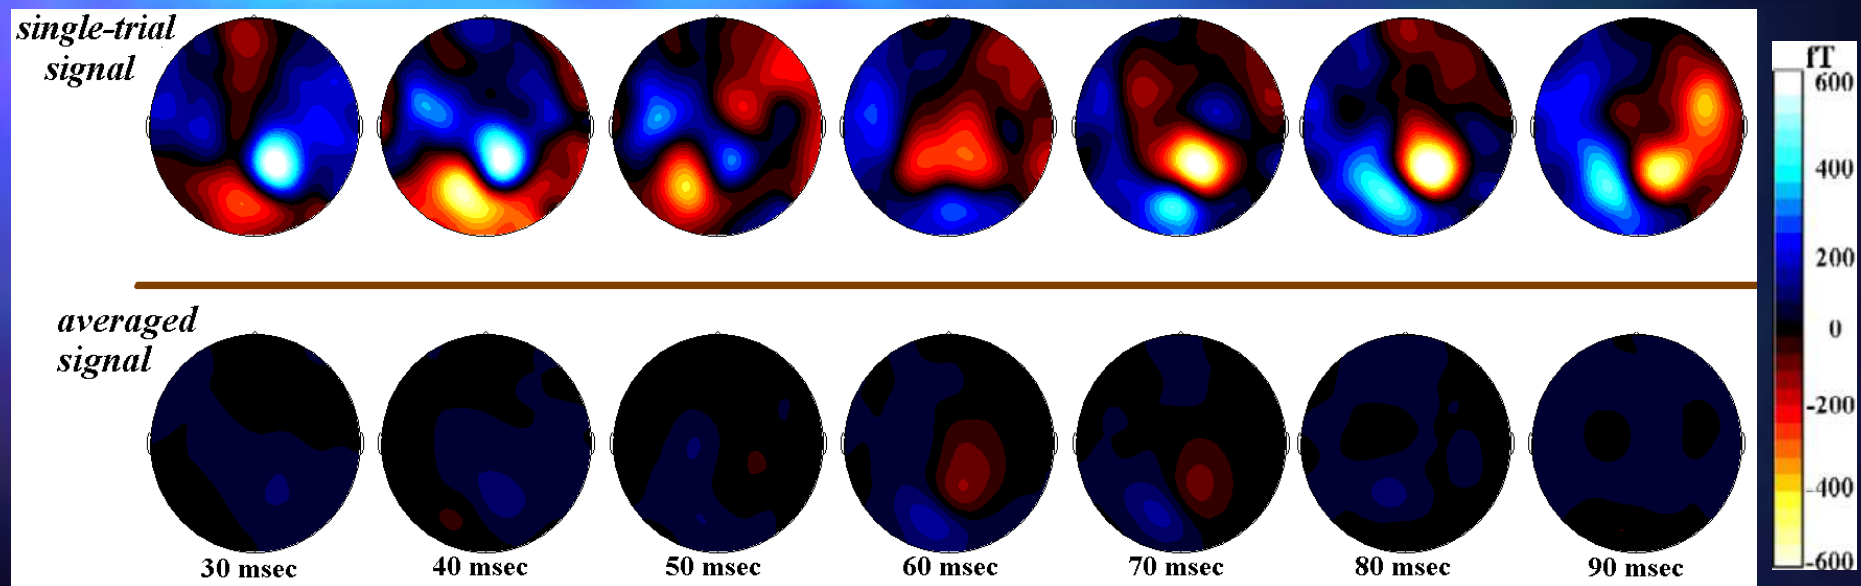 single-trial
signal
averaged
signal
30 msec
40 msec
50 msec
60 msec
70 msec
80 msec
90 msec
fT
600
400
200
0
-200
-400
-600